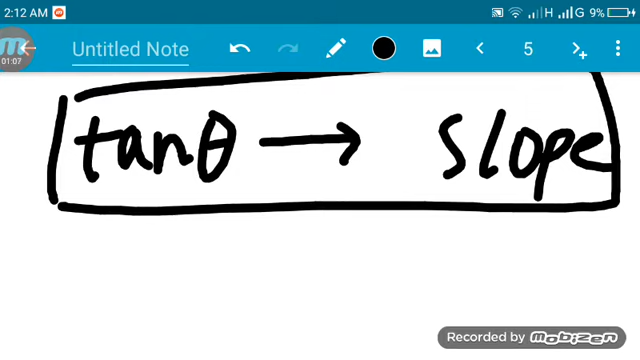 2:12 AM H G 9%
01:07 Untitled Note 5
tanθ → slope
Recorded by mobizen